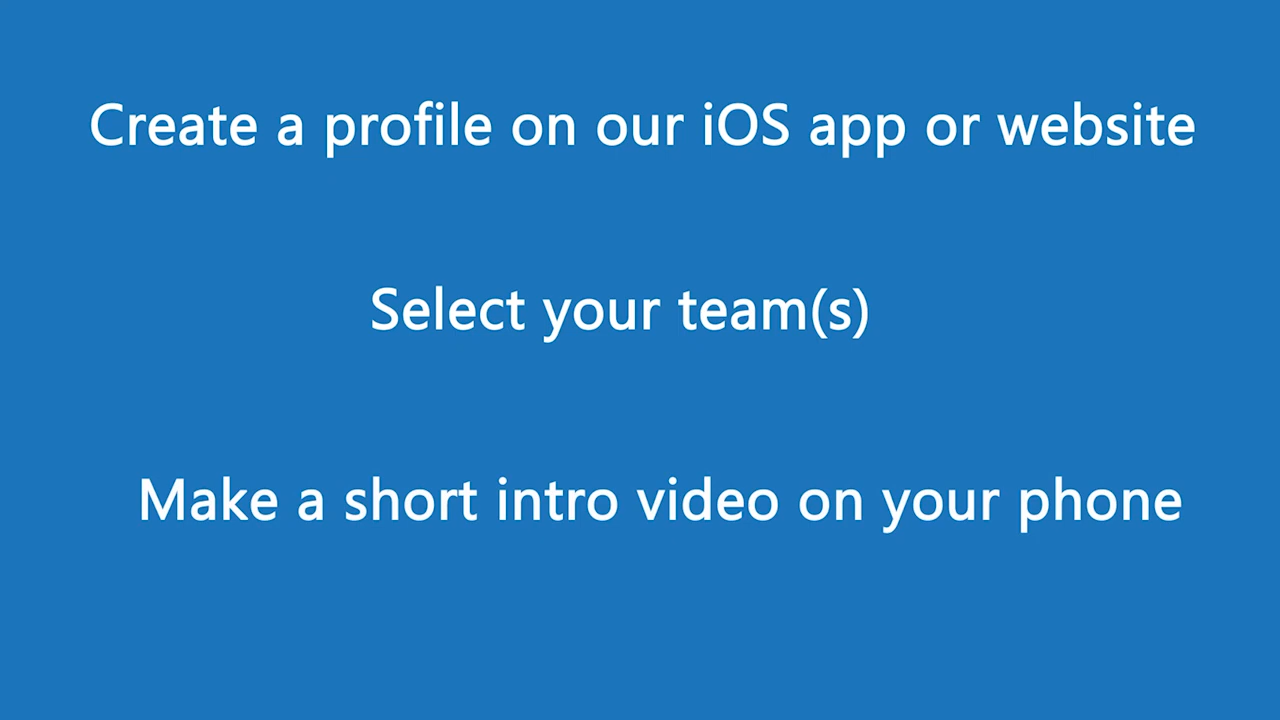 Create a profile on our iOS app or website
Select your team(s)
Make a short intro video on your phone